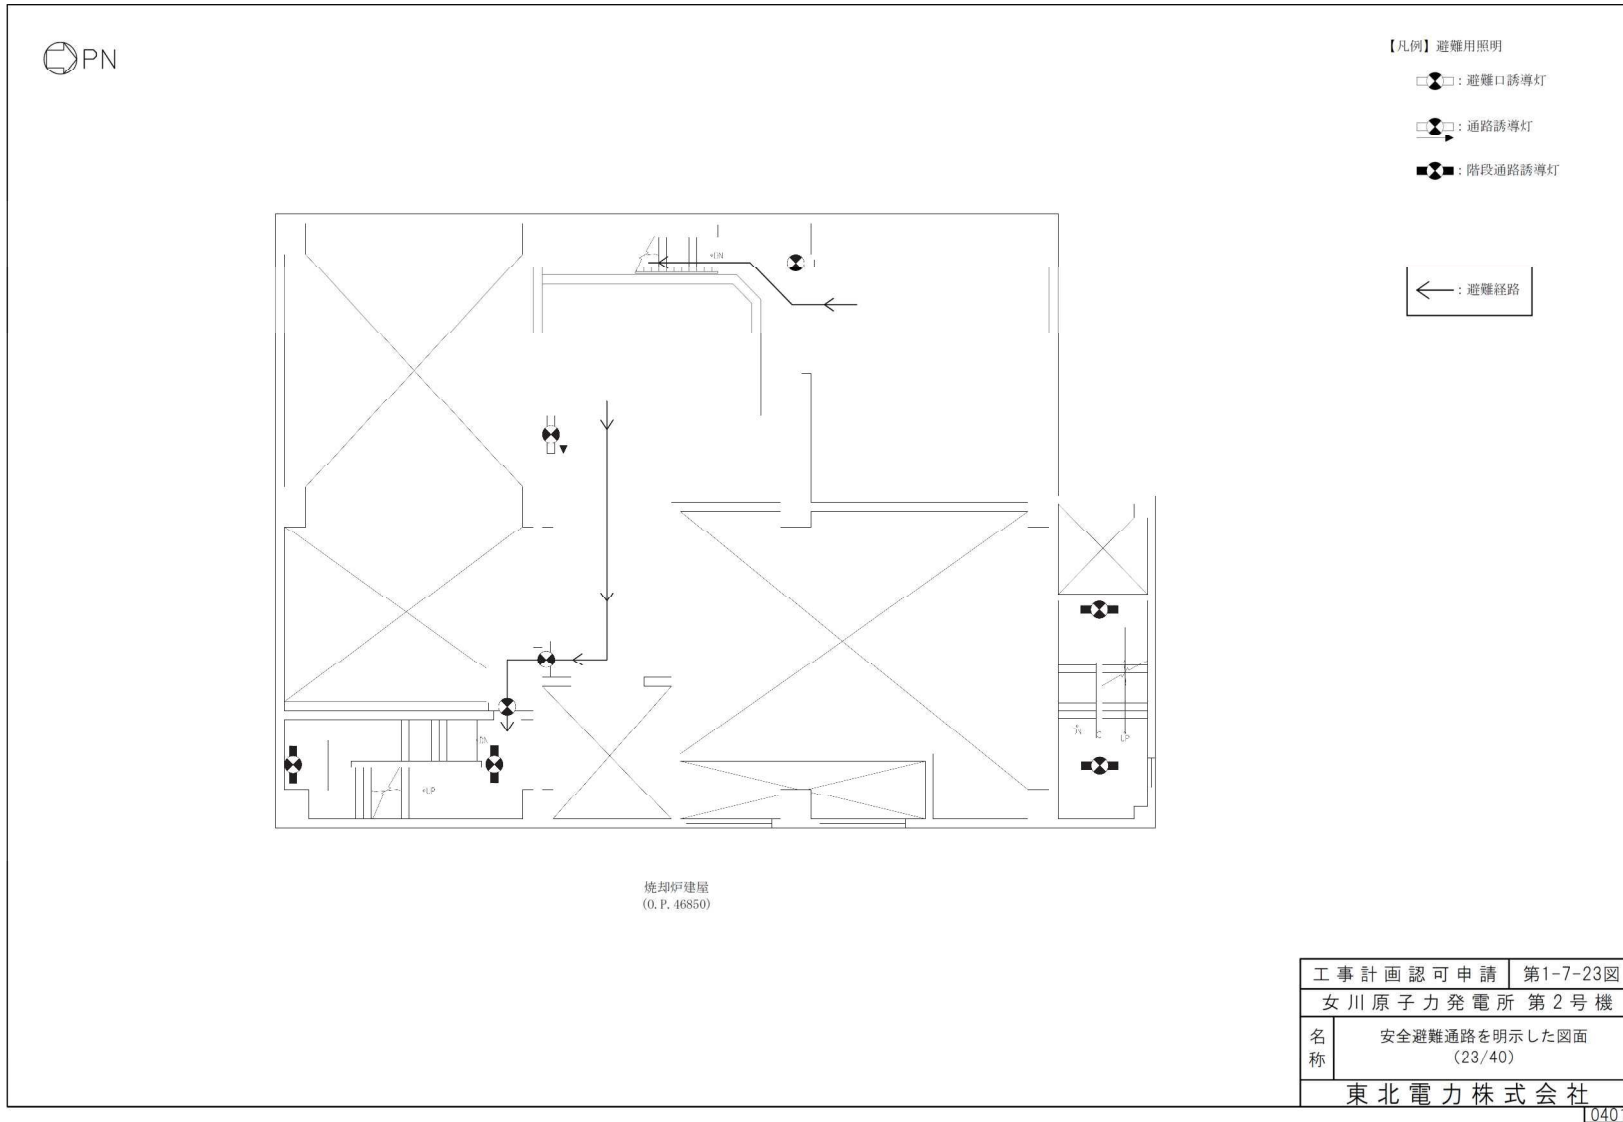 PN
【凡例】避難用照明
：避難口誘導灯
：通路誘導灯
：階段通路誘導灯
：避難経路
DN
DN
UP
UP
焼却炉建屋
(O.P. 46850)
工事計画認可申請 第1-7-23図
女川原子力発電所 第2号機
名称 安全避難通路を明示した図面
(23/40)
東北電力株式会社